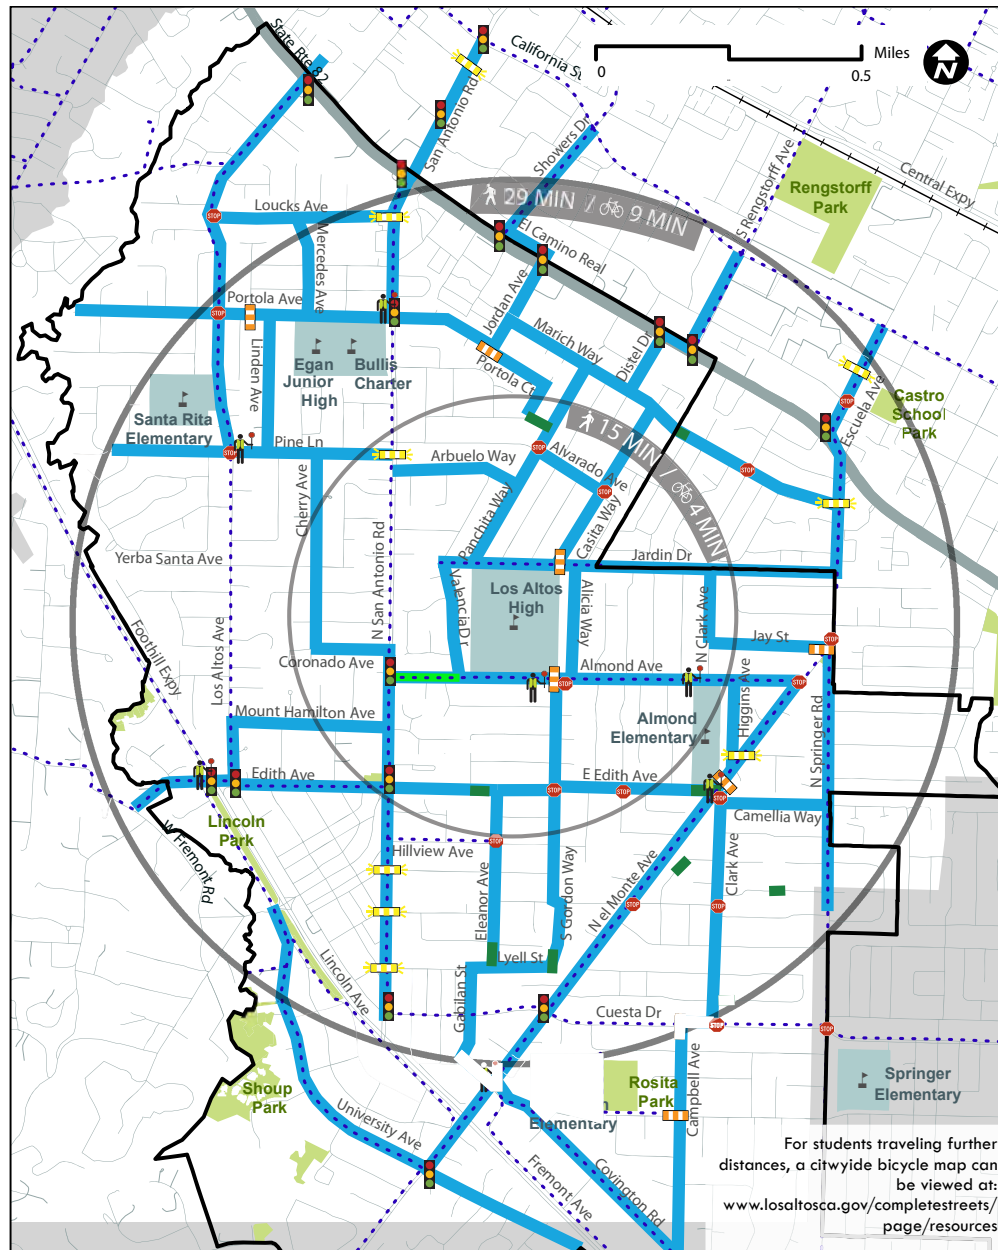 State Rte 82
California St
Miles
0
0.5
N
San Antonio Rd
Showers Dr
S Rengstorff Ave
Central Expy
Rengstorff
Park
29 MIN / 9 MIN
Loucks Ave
Mercedes Ave
El Camino Real
Portola Ave
Jordan Ave
Marich Way
Distel Dr
Linden Ave
Egan
Junior
High
Bullis
Charter
Portola Ct
Escuela Ave
Castro
School
Park
Santa Rita
Elementary
15 MIN / 4 MIN
STOP
Pine Ln
Arbuelo Way
Alvarado Ave
Cherry Ave
Panchita Way
Casita Way
N San Antonio Rd
Yerba Santa Ave
Jardin Dr
Valencia Dr
Los Altos
High
Alicia Way
N Clark Ave
Foothill Expy
Los Altos Ave
Coronado Ave
Almond Ave
Jay St
Mount Hamilton Ave
Almond
Elementary
Higgins Ave
N Springer Rd
Edith Ave
E Edith Ave
Camellia Way
Lincoln
Park
W Fremont Rd
Hillview Ave
Eleanor Ave
S Gordon Way
N el Monte Ave
Clark Ave
Lincoln Ave
Lyell St
Gabilan St
Cuesta Dr
Campbell Ave
Shoup
Park
Rosita
Park
Springer
Elementary
University Ave
Elementary
Covington Rd
Fremont Ave
For students traveling further
distances, a citwyide bicycle map can
be viewed at:
www.losaltosca.gov/completestreets/
page/resources